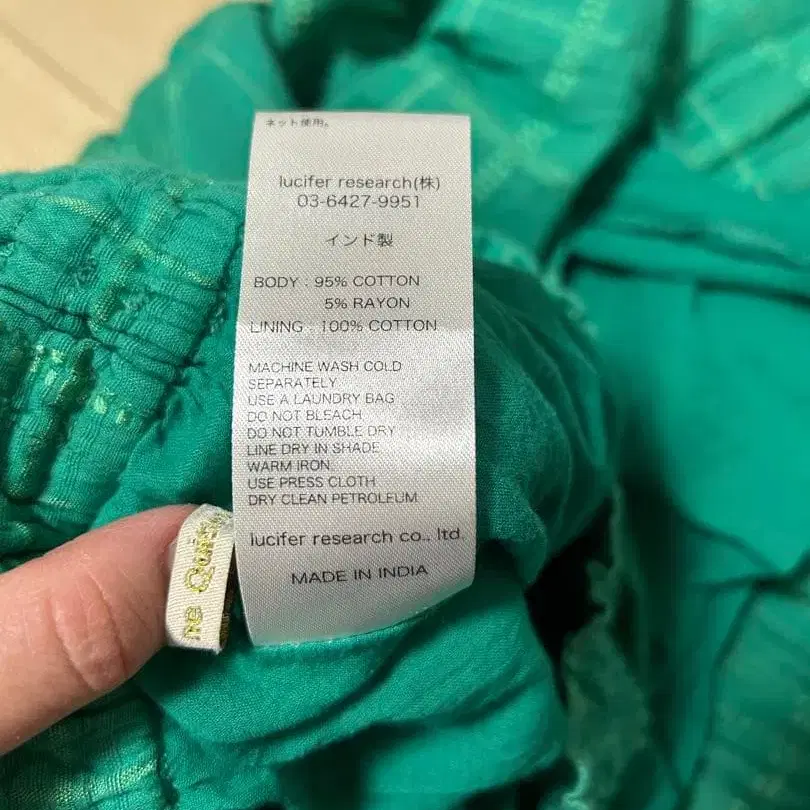 ネット使用。
lucifer research(株)
03-6427-9951
インド製
BODY : 95% COTTON
5% RAYON
LINING : 100% COTTON
MACHINE WASH COLD
SEPARATELY
USE A LAUNDRY BAG
DO NOT BLEACH
DO NOT TUMBLE DRY
LINE DRY IN SHADE
WARM IRON.
USE PRESS CLOTH
DRY CLEAN PETROLEUM
lucifer research co., ltd.
MADE IN INDIA